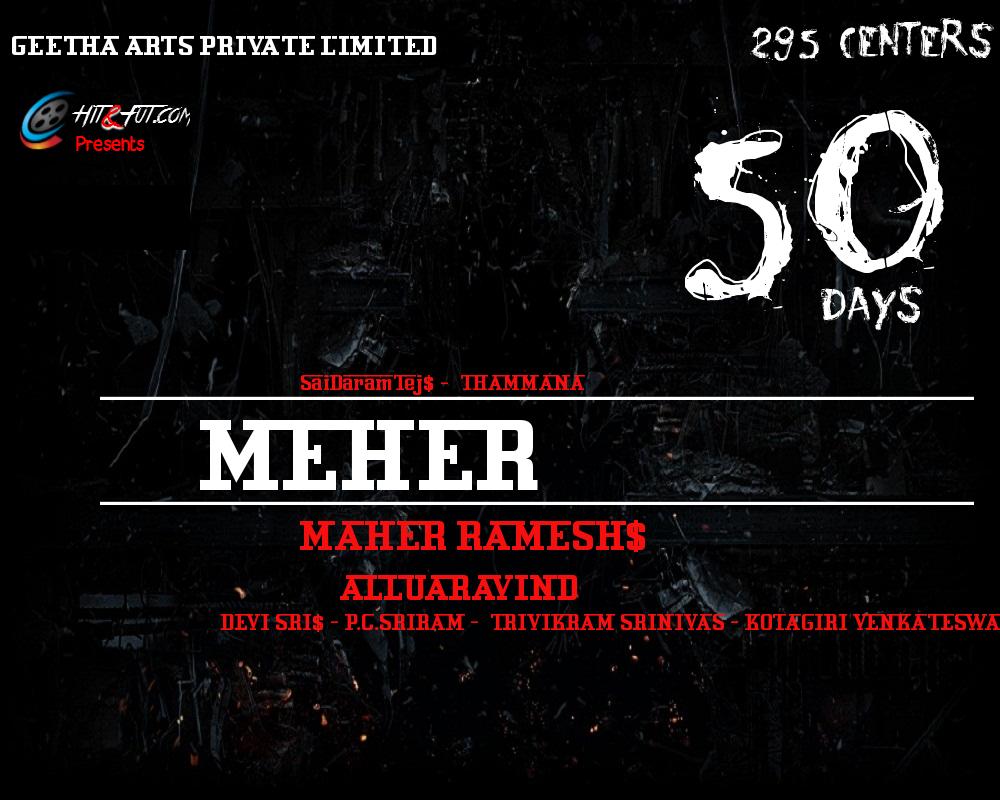 GEETHA ARTS PRIVATE LIMITED
295 CENTERS
HIT&FUT.COM
Presents
50
DAYS
SaiDaramTej$ - THAMMANA
MEHER
MAHER RAMESH$
ALLUARAVIND
DEVI SRI$ - P.C.SRIRAM - TRIVIKRAM SRINIVAS - KOTAGIRI VENKATESWA